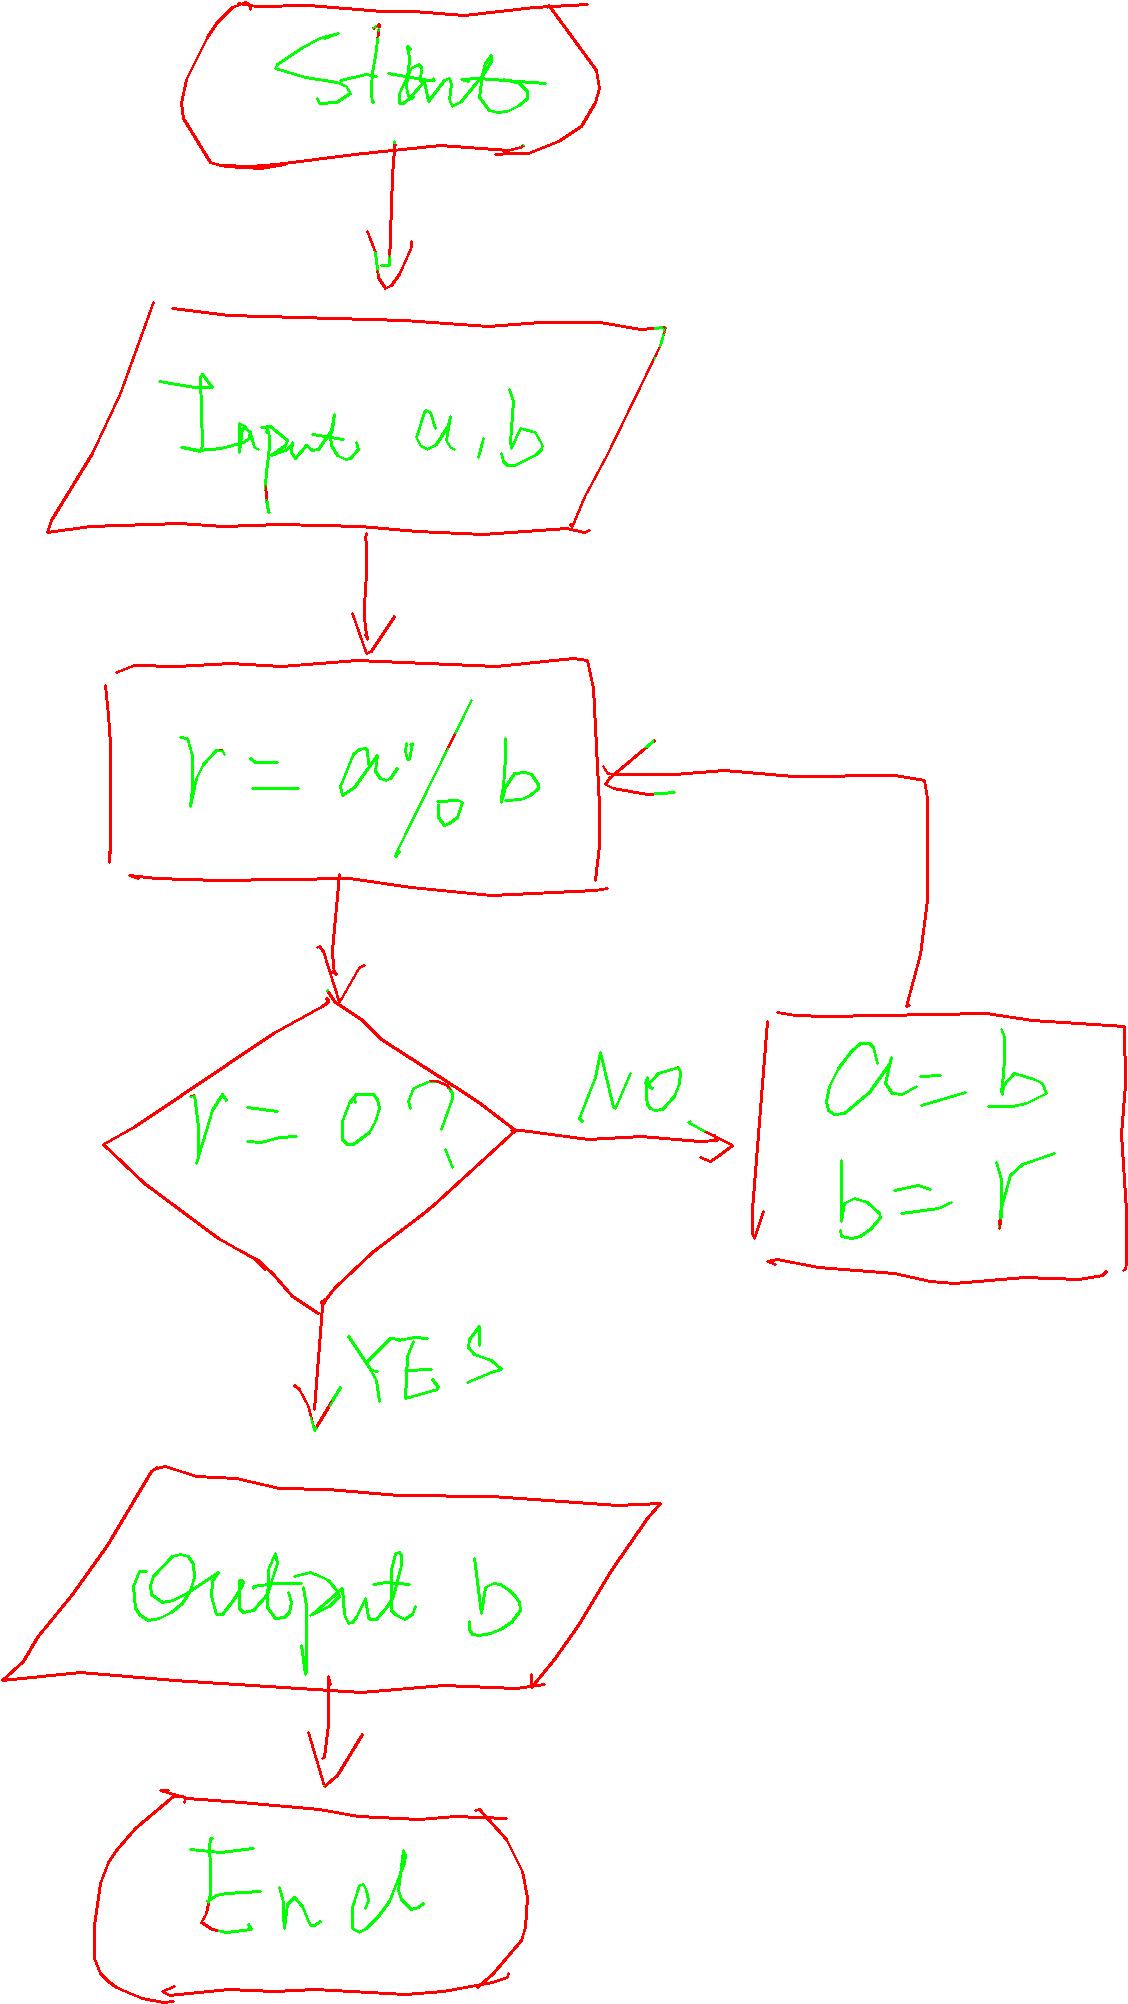 Start
Input a,b
r = a % b
r = 0 ?
NO
a = b
b = r
YES
Output b
End